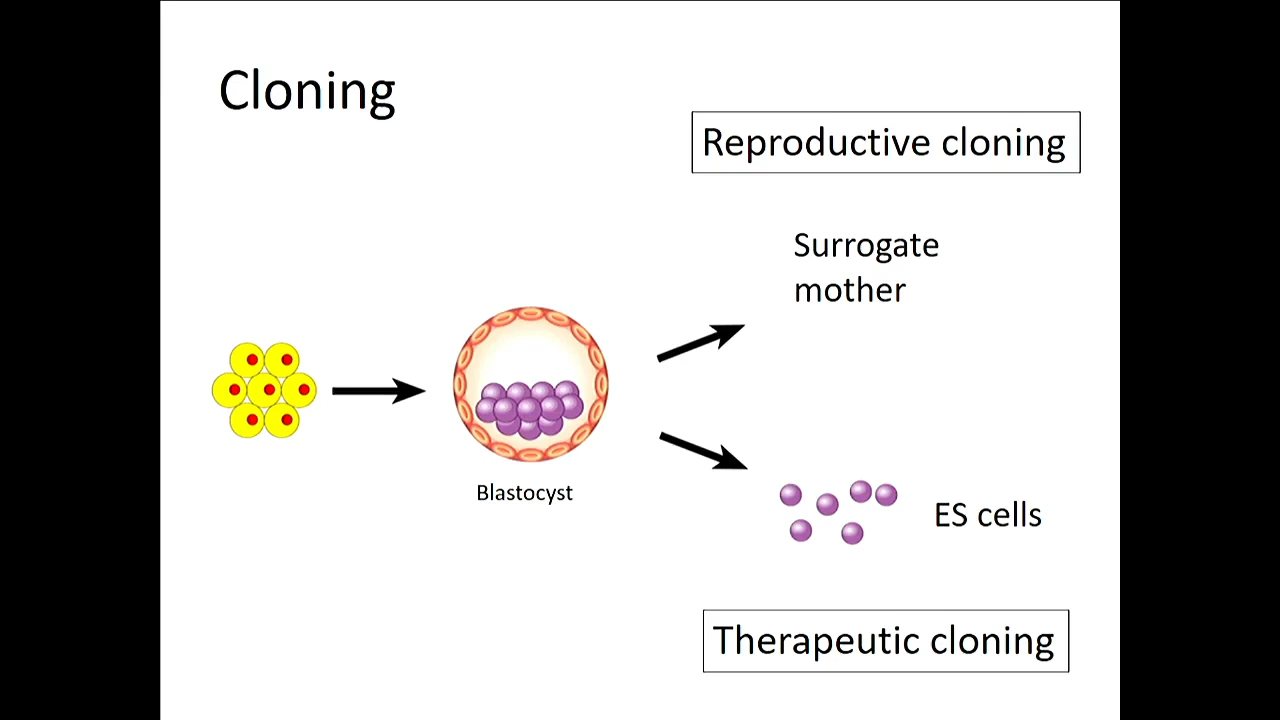 Cloning
Reproductive cloning
Surrogate
mother
Blastocyst
ES cells
Therapeutic cloning